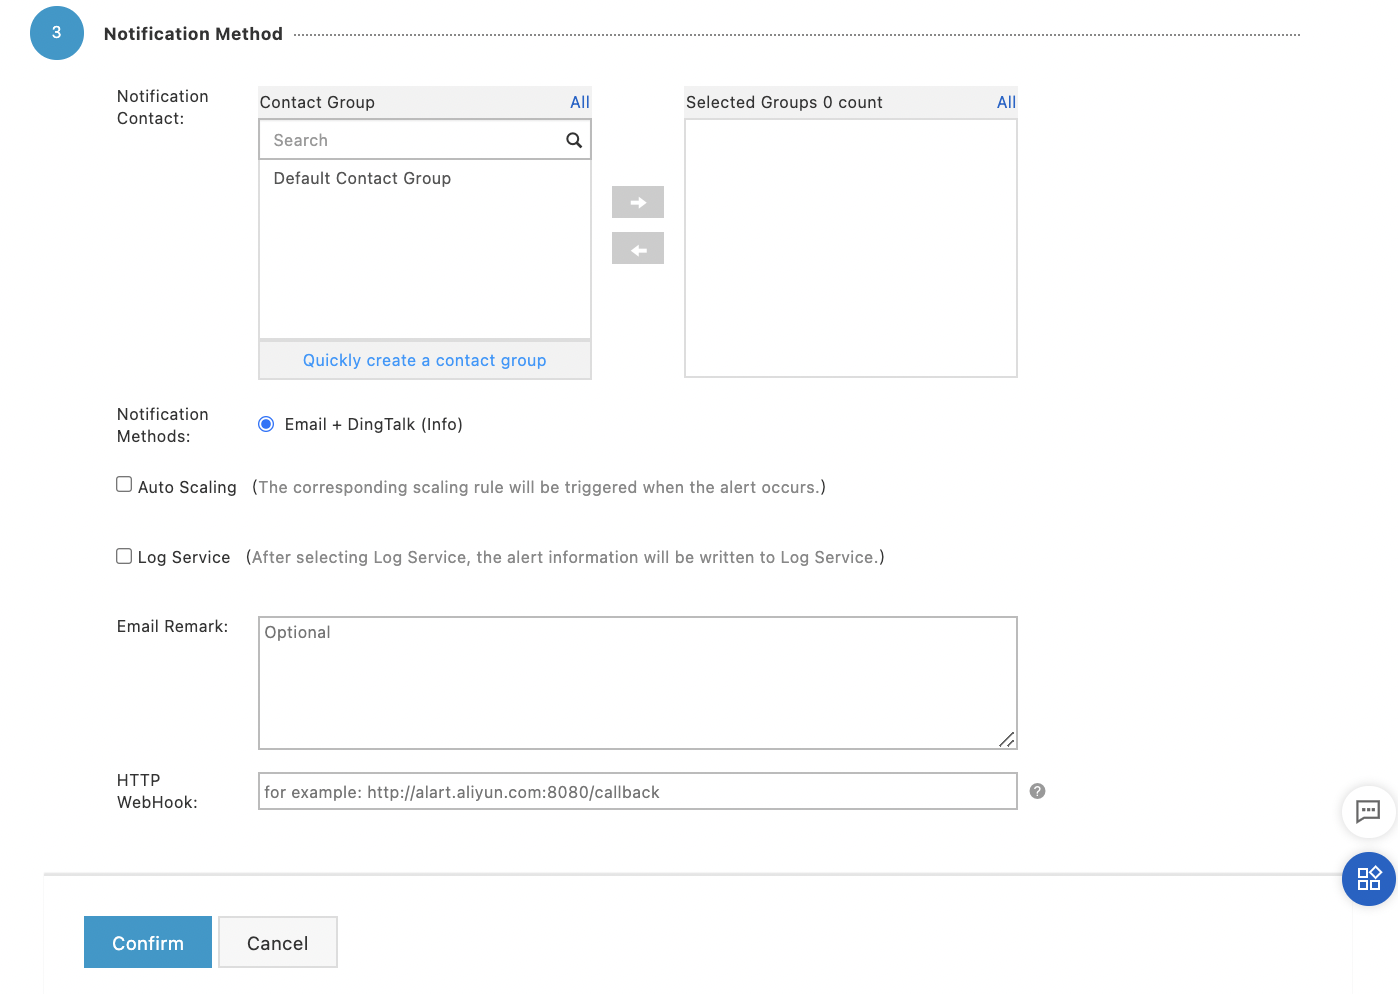 3
Notification Method
Notification
Contact:
Contact Group
All
Search
Default Contact Group
Quickly create a contact group
Selected Groups 0 count
All
Notification
Methods:
Email + DingTalk (Info)
Auto Scaling (The corresponding scaling rule will be triggered when the alert occurs.)
Log Service (After selecting Log Service, the alert information will be written to Log Service.)
Email Remark:
Optional
HTTP
WebHook:
for example: http://alart.aliyun.com:8080/callback
?
Confirm
Cancel